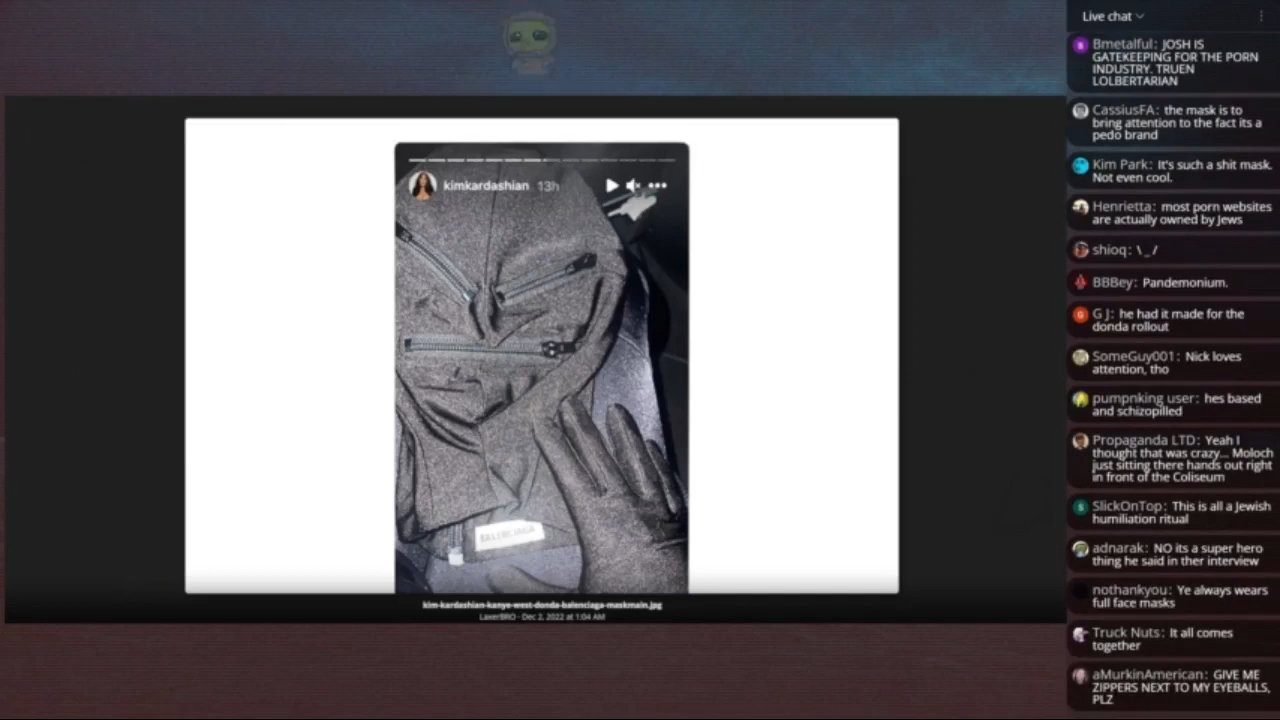 Live chat
Bmetalful: JOSH IS
GATEKEEPING FOR THE PORN
INDUSTRY. TRUEN
LOLBERTARIAN
CassiusFA: the mask is to
bring attention to the fact its a
pedo brand
Kim Park: It's such a shit mask.
Not even cool.
Henrietta: most porn websites
are actually owned by Jews
shioq: \_/
BBBey: Pandemonium.
G J: he had it made for the
donda rollout
SomeGuy001: Nick loves
attention, tho
pumpnking user: hes based
and schizopilled
Propaganda LTD: Yeah I
thought that was crazy... Moloch
just sitting there hands out right
in front of the Coliseum
SlickOnTop: This is all a Jewish
humiliation ritual
adnarak: NO its a super hero
thing he said in ther interview
nothankyou: Ye always wears
full face masks
Truck Nuts: It all comes
together
aMurkinAmerican: GIVE ME
ZIPPERS NEXT TO MY EYEBALLS,
PLZ
kimkardashian 13h
BALENCIAGA
kim-kardashian-kanye-west-donda-balenciaga-maskmain.jpg
LaxerBRO · Dec 2, 2022 at 1:04 AM